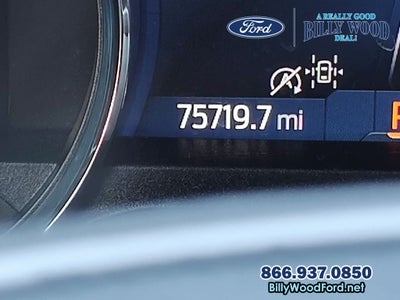 Ford
A REALLY GOOD
BILLY WOOD
DEAL!
75719.7 mi
866.937.0850
BillyWoodFord.net